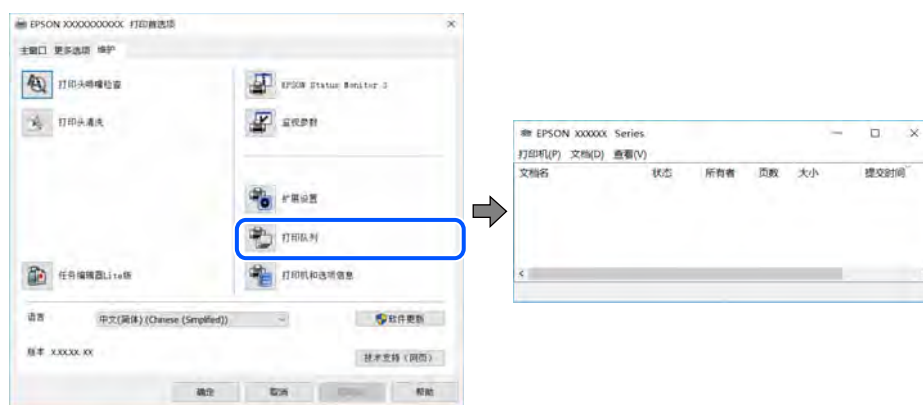 EPSON XXXXXXXXXXX 打印首选项
主窗口 更多选项 维护
打印头喷嘴检查
EPSON Status Monitor 3
打印头清洗
监视参数
扩展设置
打印队列
任务编辑器Lite版
打印机和选项信息
语言 中文(简体) (Chinese (Simplified))
软件更新
版本 X.XX.XX. XX
技术支持(网页)
确定 取消 帮助
EPSON XXXXXX Series
打印机(P) 文档(D) 查看(V)
文档名 状态 所有者 页数 大小 提交时间